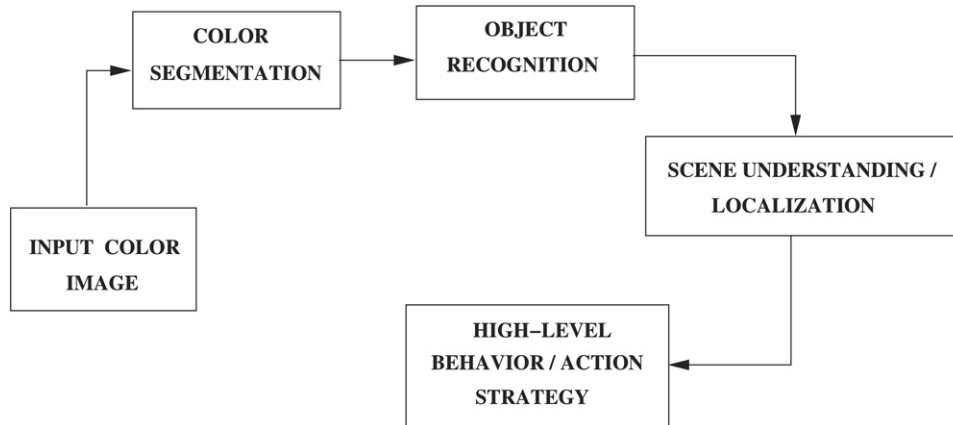 COLOR
SEGMENTATION
OBJECT
RECOGNITION
SCENE UNDERSTANDING /
LOCALIZATION
INPUT COLOR
IMAGE
HIGH–LEVEL
BEHAVIOR / ACTION
STRATEGY